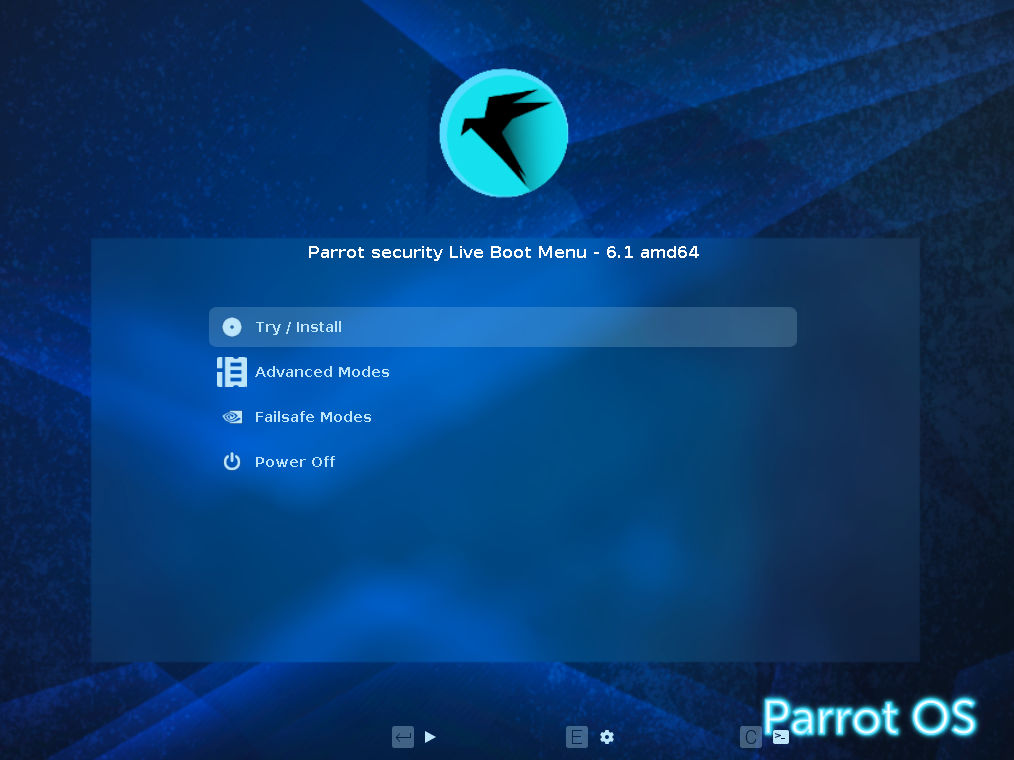 Parrot security Live Boot Menu - 6.1 amd64
Try / Install
Advanced Modes
Failsafe Modes
Power Off
Parrot OS
E
C >_